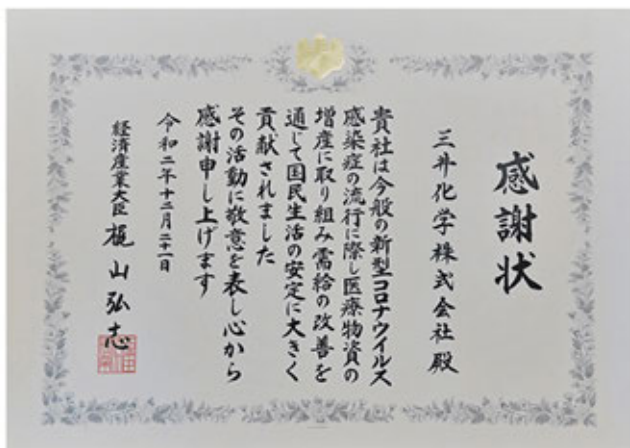 感謝状
三井化学株式会社殿
貴社は今般の新型コロナウイルス
感染症の流行に際し医療物資の
増産に取り組み需給の改善を
通じて国民生活の安定に大きく
貢献されました
その活動に敬意を表し心から
感謝申し上げます
令和二年十二月二十一日
経済産業大臣 梶山弘志